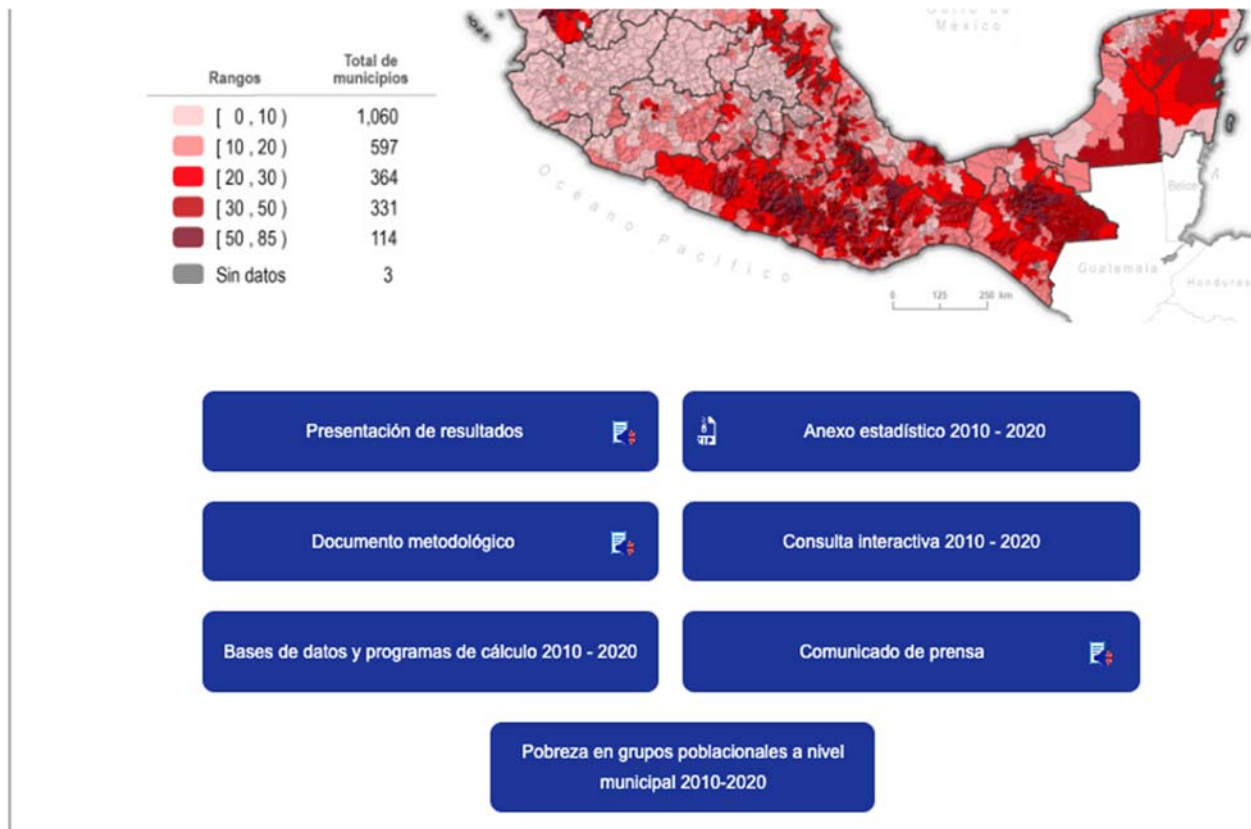 México
Rangos Total de municipios
[ 0 , 10 ) 1,060
[ 10 , 20 ) 597
[ 20 , 30 ) 364
[ 30 , 50 ) 331
[ 50 , 85 ) 114
Sin datos 3
Océano Pacífico
Belice
Guatemala
Honduras
0 125 250 km
Presentación de resultados
ZIP Anexo estadístico 2010 - 2020
Documento metodológico
Consulta interactiva 2010 - 2020
Bases de datos y programas de cálculo 2010 - 2020
Comunicado de prensa
Pobreza en grupos poblacionales a nivel
municipal 2010-2020